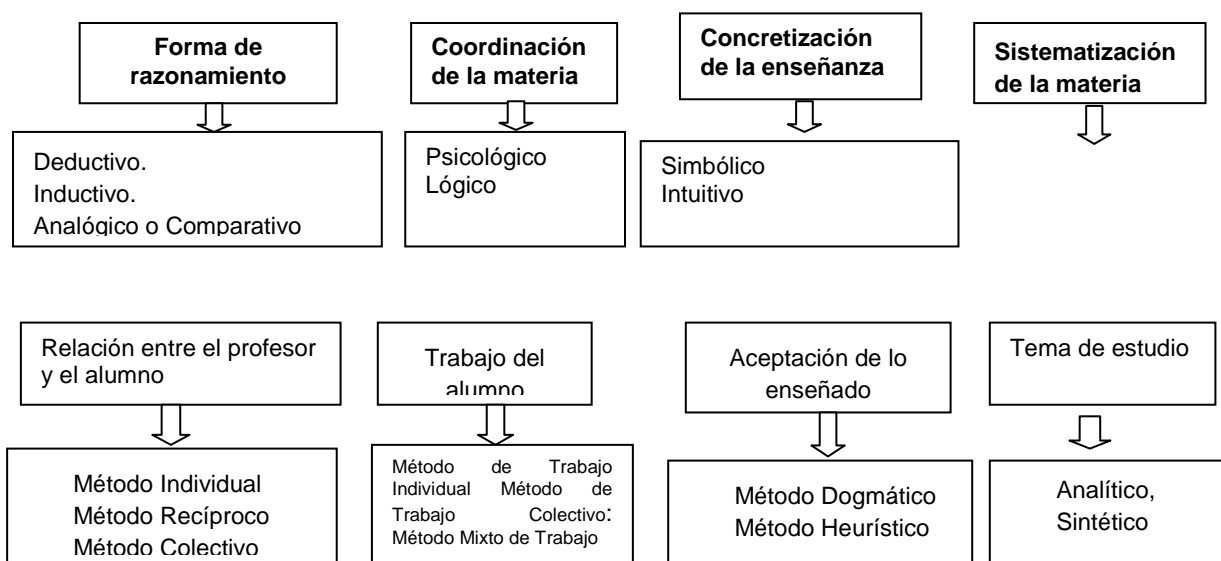 Forma de
razonamiento
Coordinación
de la materia
Concretización
de la enseñanza
Sistematización
de la materia
Deductivo.
Inductivo.
Analógico o Comparativo
Psicológico
Lógico
Simbólico
Intuitivo
Relación entre el profesor
y el alumno
Trabajo del
alumno
Aceptación de lo
enseñado
Tema de estudio
Método Individual
Método Recíproco
Método Colectivo
Método de Trabajo
Individual Método de
Trabajo Colectivo:
Método Mixto de Trabajo
Método Dogmático
Método Heurístico
Analítico,
Sintético